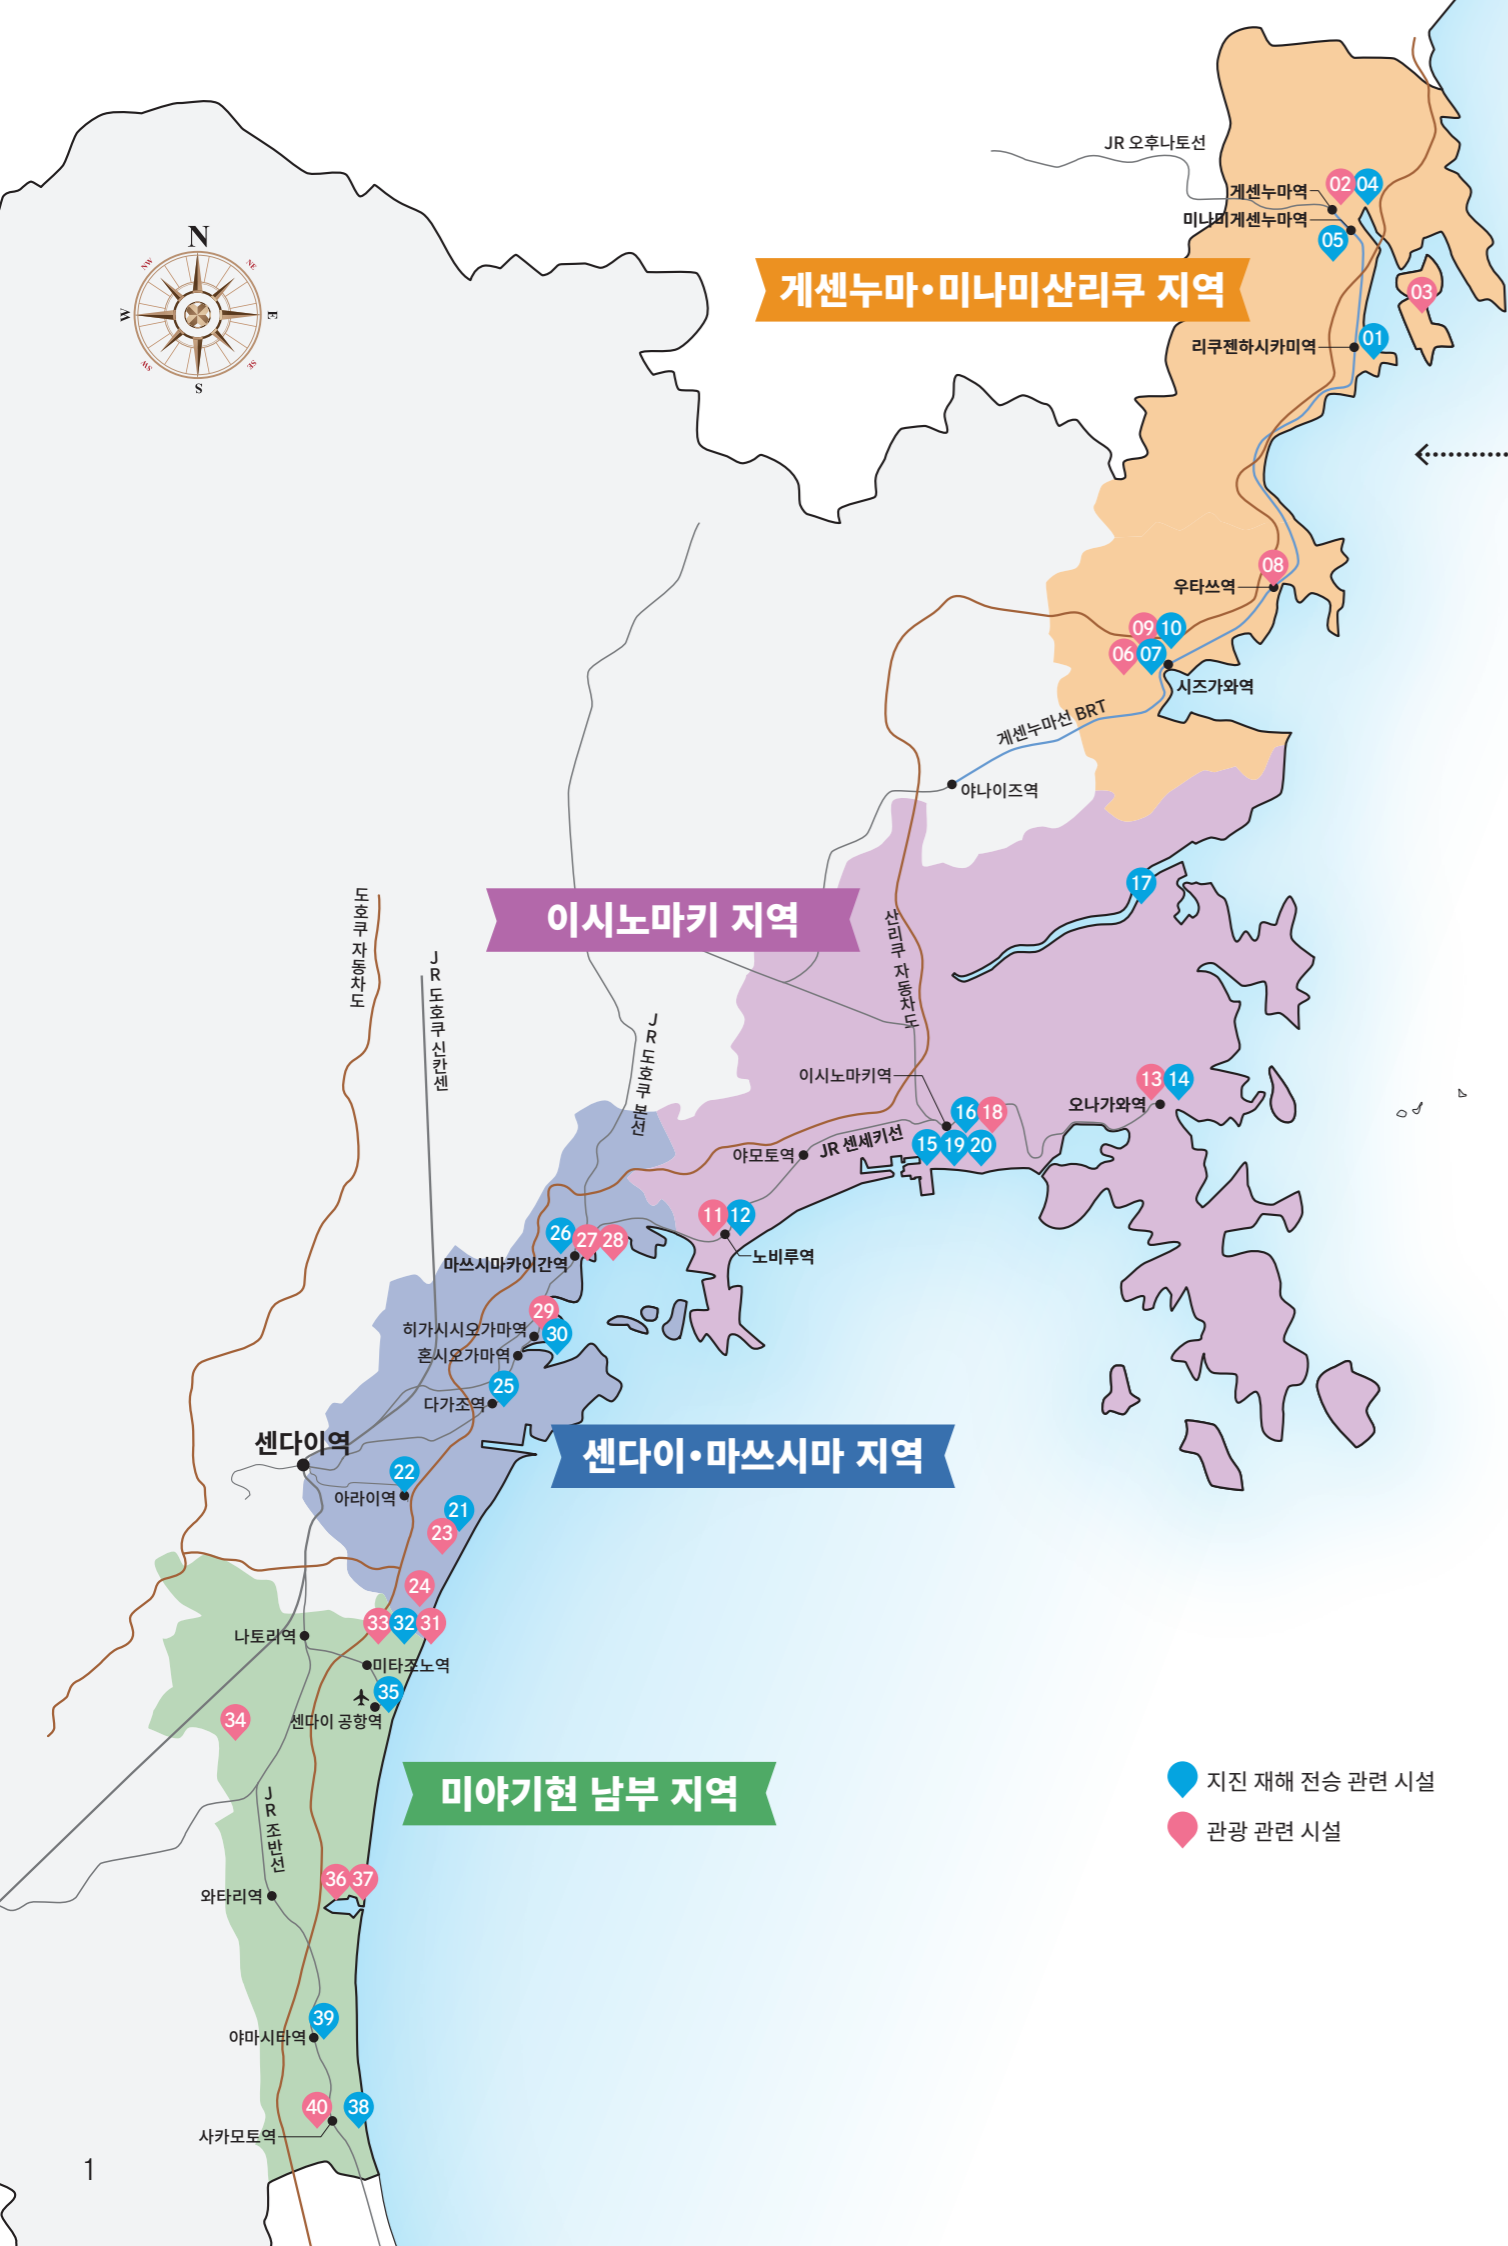 JR 오후나토선
게센누마역
02
04
미나미게센누마역
05
N
NW
NE
W
E
SW
SE
S
게센누마•미나미산리쿠 지역
03
리쿠젠하시카미역
01
08
우타쓰역
09
10
06
07
시즈가와역
게센누마선 BRT
야나이즈역
17
도호쿠 자동차도
이시노마키 지역
산리쿠 자동차도
JR 도호쿠 신칸센
JR 도호쿠 본선
이시노마키역
13
14
오나가와역
16
18
15
19
20
JR 센세키선
야모토역
11
12
노비루역
26
27
28
마쓰시마카이간역
29
히가시시오가마역
30
혼시오가마역
25
다가조역
센다이역
센다이•마쓰시마 지역
22
아라이역
21
23
24
33
32
31
나토리역
미타조노역
35
34
센다이 공항역
미야기현 남부 지역
지진 재해 전승 관련 시설
관광 관련 시설
JR 조반선
36
37
와타리역
39
야마시타역
40
38
사카모토역
1